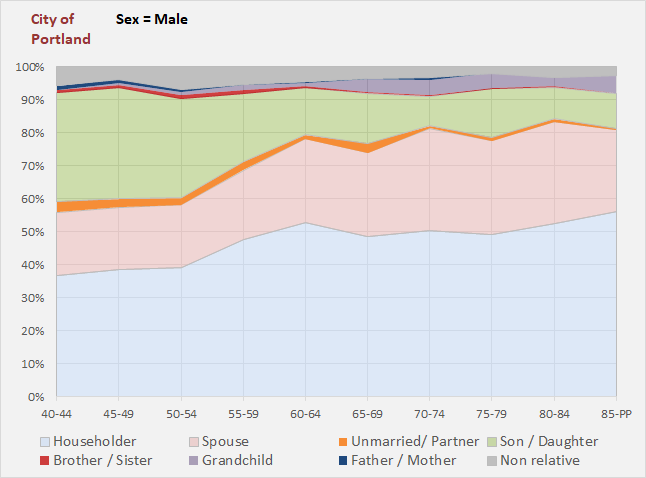 City of
Portland
Sex = Male
100%
90%
80%
70%
60%
50%
40%
30%
20%
10%
0%
40-44 45-49 50-54 55-59 60-64 65-69 70-74 75-79 80-84 85-PP
Householder Spouse Unmarried/ Partner Son / Daughter
Brother / Sister Grandchild Father / Mother Non relative